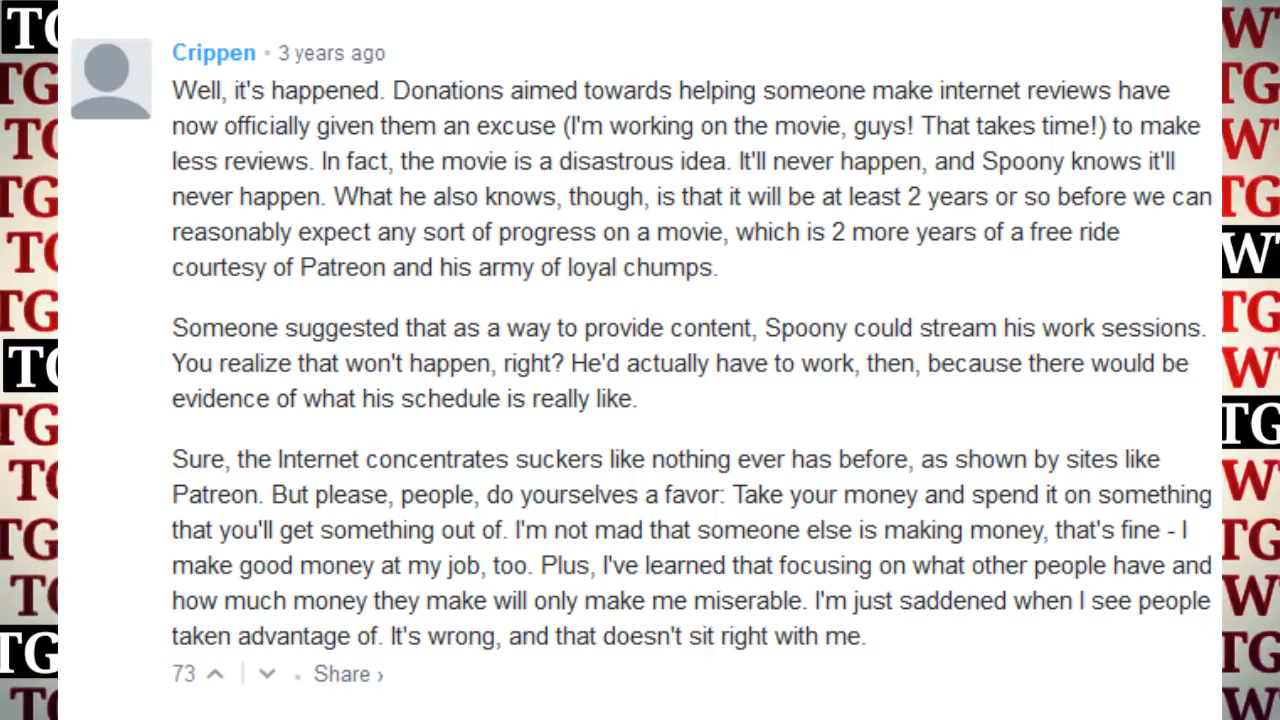 Crippen • 3 years ago
Well, it's happened. Donations aimed towards helping someone make internet reviews have
now officially given them an excuse (I'm working on the movie, guys! That takes time!) to make
less reviews. In fact, the movie is a disastrous idea. It'll never happen, and Spoony knows it'll
never happen. What he also knows, though, is that it will be at least 2 years or so before we can
reasonably expect any sort of progress on a movie, which is 2 more years of a free ride
courtesy of Patreon and his army of loyal chumps.
Someone suggested that as a way to provide content, Spoony could stream his work sessions.
You realize that won't happen, right? He'd actually have to work, then, because there would be
evidence of what his schedule is really like.
Sure, the Internet concentrates suckers like nothing ever has before, as shown by sites like
Patreon. But please, people, do yourselves a favor: Take your money and spend it on something
that you'll get something out of. I'm not mad that someone else is making money, that's fine - I
make good money at my job, too. Plus, I've learned that focusing on what other people have and
how much money they make will only make me miserable. I'm just saddened when I see people
taken advantage of. It's wrong, and that doesn't sit right with me.
73 • Share ›